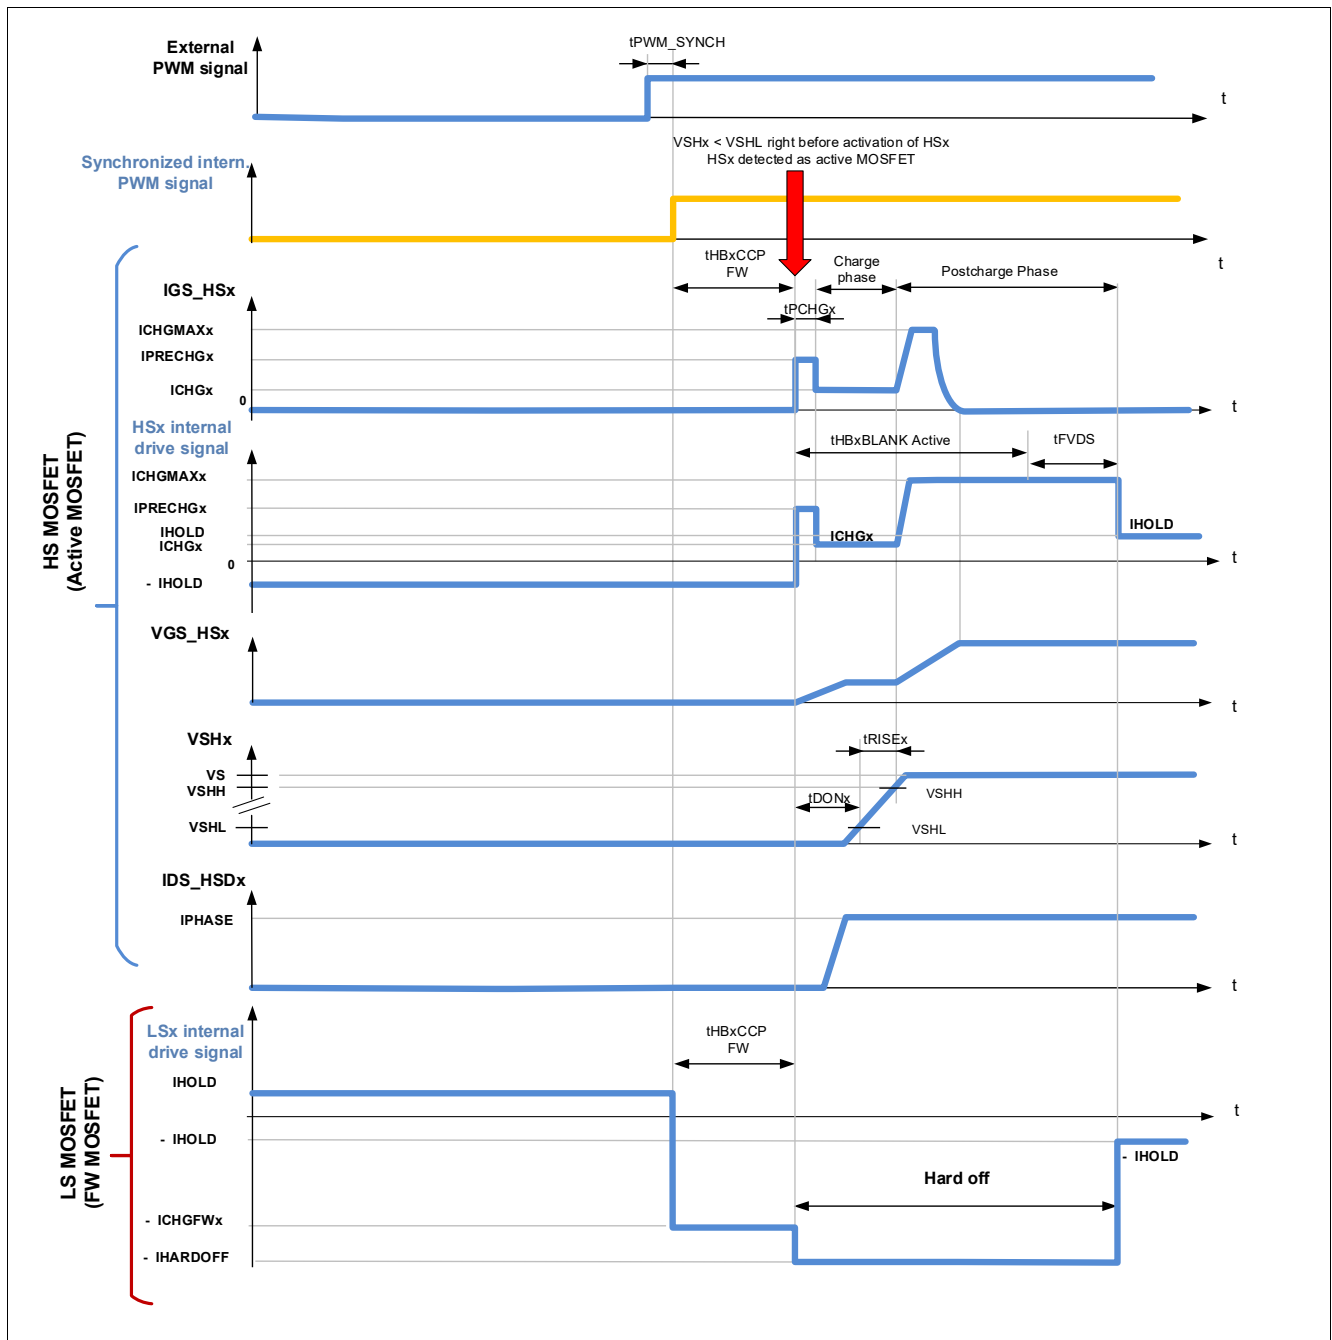 External
PWM signal
tPWM_SYNCH
t
VSHx < VSHL right before activation of HSx
HSx detected as active MOSFET
Synchronized intern.
PWM signal
t
tHBxCCP
FW
Charge
phase
Postcharge Phase
tPCHGx
IGS_HSx
ICHGMAXx
IPRECHGx
ICHGx
0
t
HSx internal
drive signal
tHBxBLANK Active
tFVDS
ICHGMAXx
IPRECHGx
IHOLD
ICHGx
0
- IHOLD
ICHGx
IHOLD
t
HS MOSFET
(Active MOSFET)
VGS_HSx
t
VSHx
VS
VSHH
VSHL
tRISEx
tDONx
VSHH
VSHL
t
IDS_HSDx
IPHASE
t
LSx internal
drive signal
tHBxCCP
FW
IHOLD
t
- IHOLD
- IHOLD
Hard off
- ICHGFWx
- IHARDOFF
LS MOSFET
(FW MOSFET)